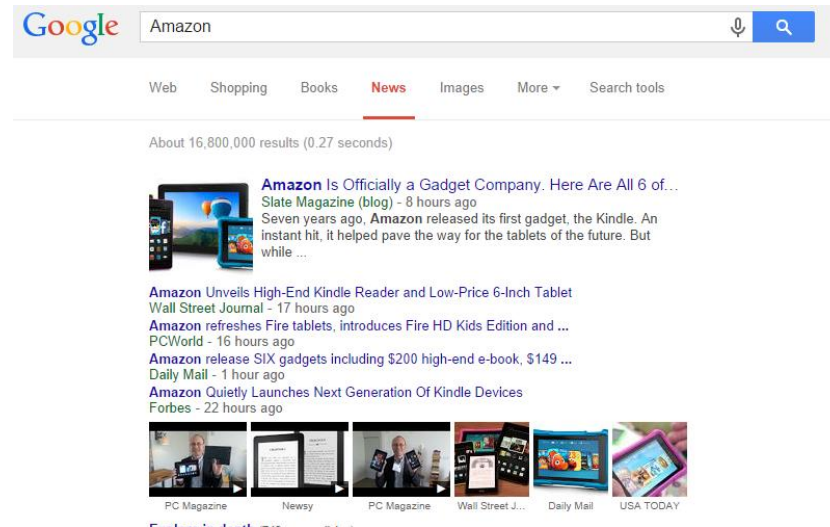 Google Amazon
Web Shopping Books News Images More Search tools
About 16,800,000 results (0.27 seconds)
Amazon Is Officially a Gadget Company. Here Are All 6 of...
Slate Magazine (blog) - 8 hours ago
Seven years ago, Amazon released its first gadget, the Kindle. An
instant hit, it helped pave the way for the tablets of the future. But
while ...
Amazon Unveils High-End Kindle Reader and Low-Price 6-Inch Tablet
Wall Street Journal - 17 hours ago
Amazon refreshes Fire tablets, introduces Fire HD Kids Edition and ...
PCWorld - 16 hours ago
Amazon release SIX gadgets including $200 high-end e-book, $149 ...
Daily Mail - 1 hour ago
Amazon Quietly Launches Next Generation Of Kindle Devices
Forbes - 22 hours ago
PC Magazine Newsy PC Magazine Wall Street J... Daily Mail USA TODAY